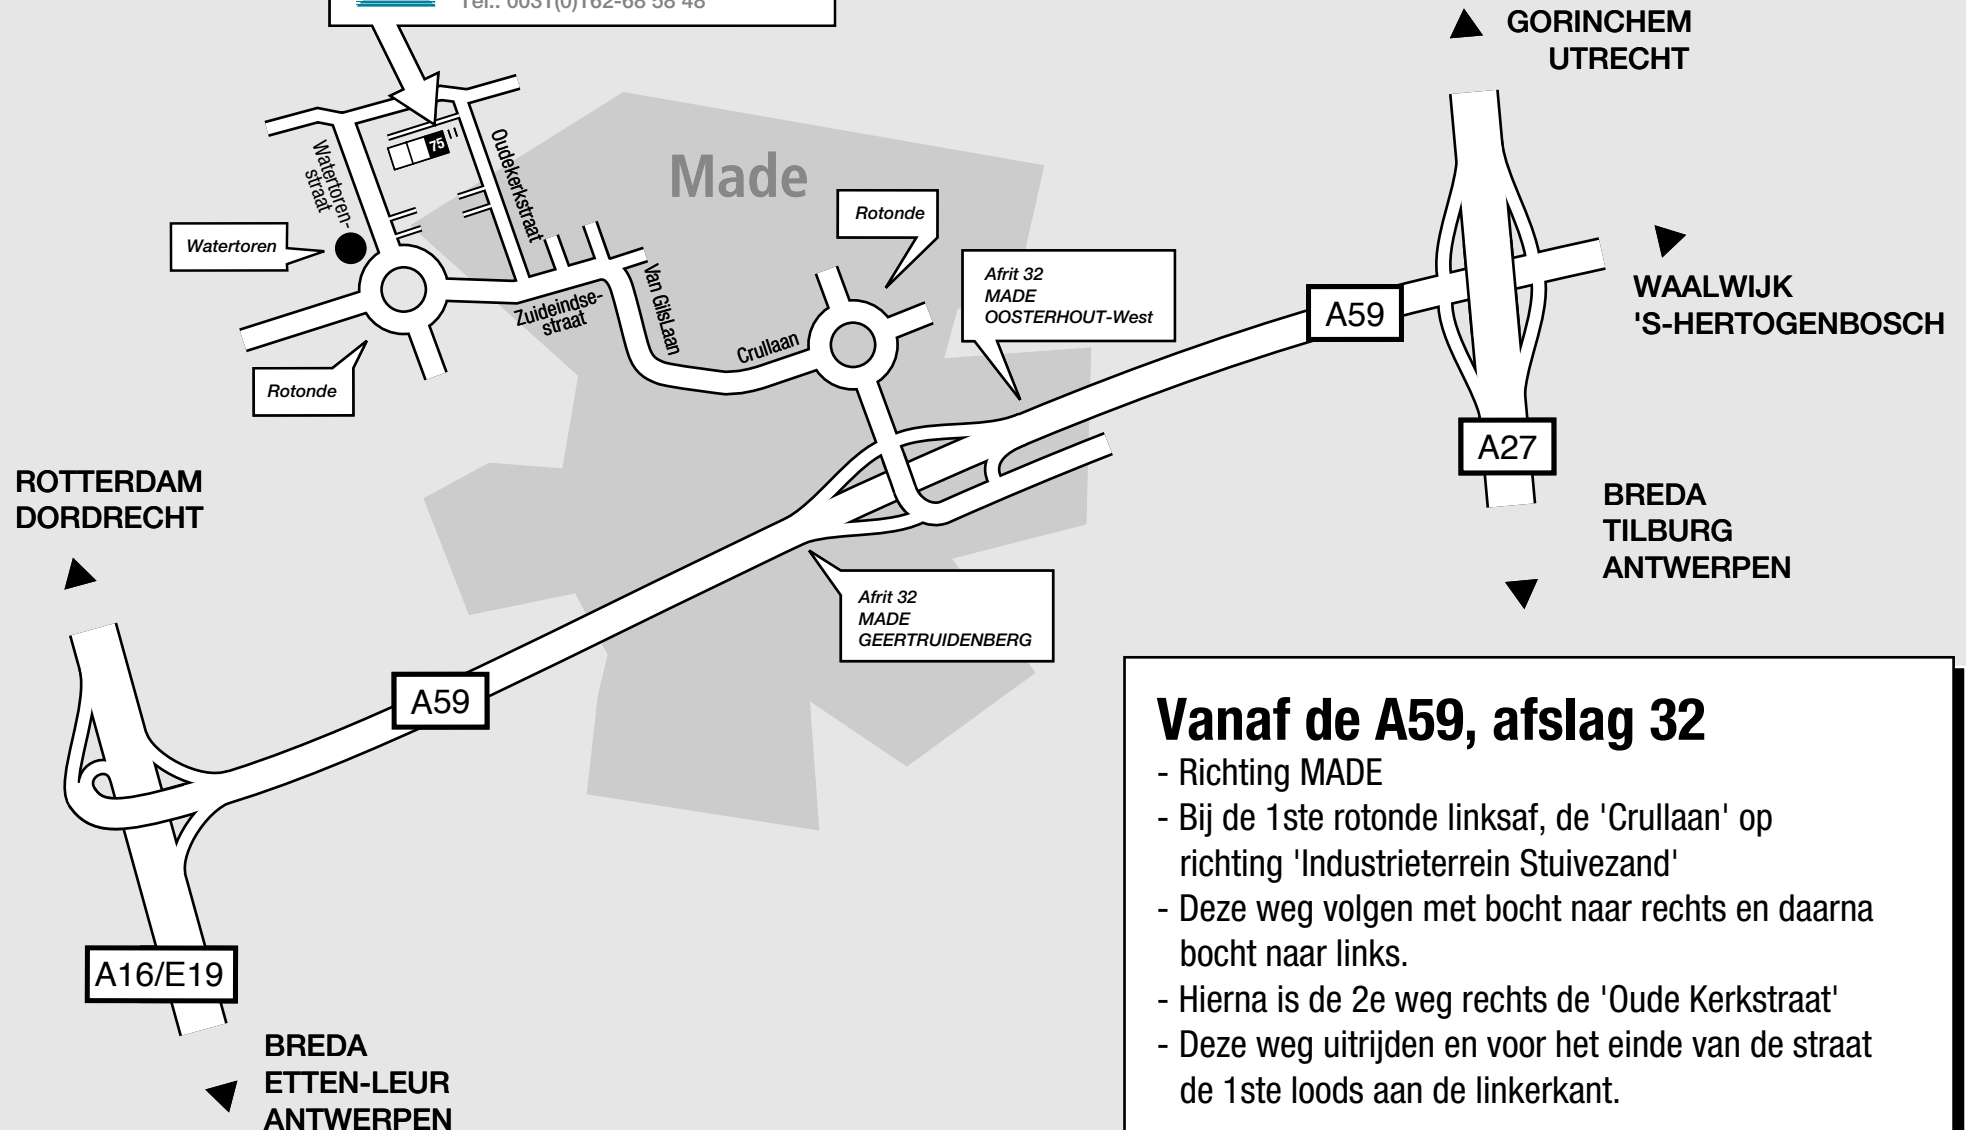 Tel.: 0031(0)162-68 58 48
GORINCHEM
UTRECHT
75
Watertoren-
straat
Oudekerkstraat
Made
Rotonde
Watertoren
Afrit 32
MADE
OOSTERHOUT-West
Van GilsLaan
Zuideindse-
straat
Crullaan
A59
WAALWIJK
'S-HERTOGENBOSCH
Rotonde
A27
ROTTERDAM
DORDRECHT
BREDA
TILBURG
ANTWERPEN
Afrit 32
MADE
GEERTRUIDENBERG
A59
A16/E19
BREDA
ETTEN-LEUR
ANTWERPEN
Vanaf de A59, afslag 32
- Richting MADE
- Bij de 1ste rotonde linksaf, de 'Crullaan' op
richting 'Industrieterrein Stuivezand'
- Deze weg volgen met bocht naar rechts en daarna
bocht naar links.
- Hierna is de 2e weg rechts de 'Oude Kerkstraat'
- Deze weg uitrijden en voor het einde van de straat
de 1ste loods aan de linkerkant.